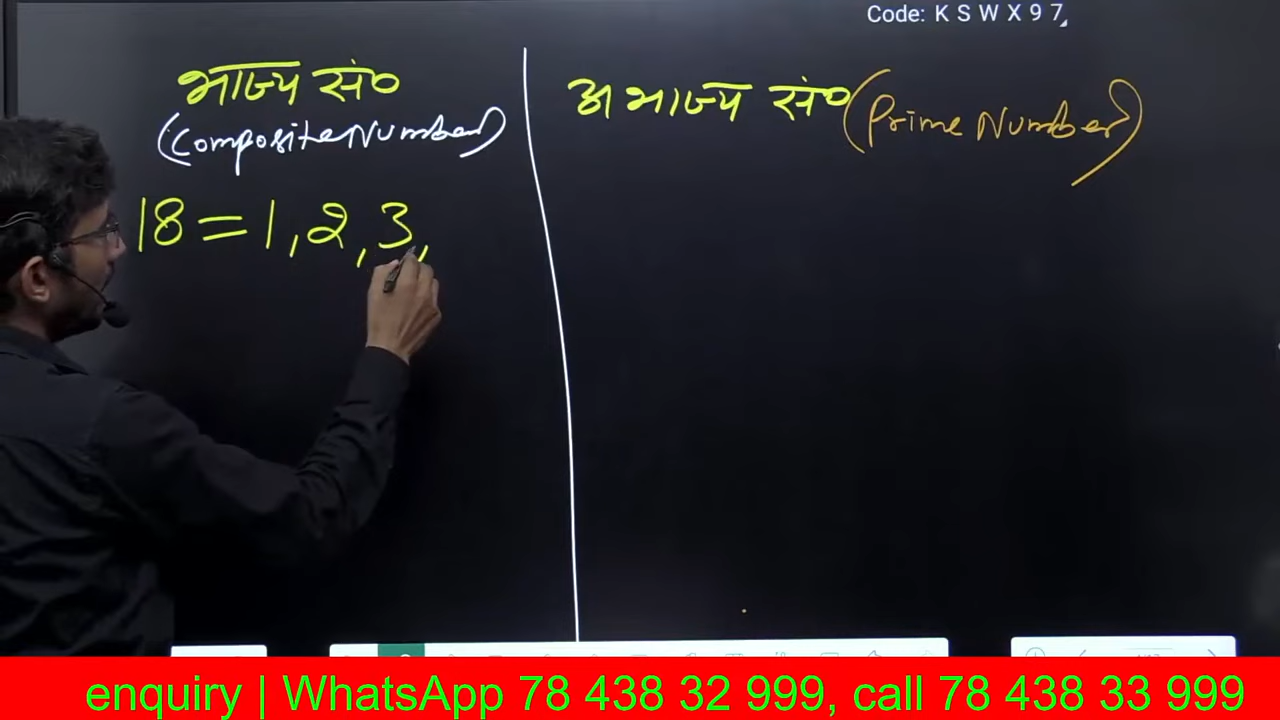 Code: K S W X 9 7
भाज्य सं०
(Composite Number)
18 = 1, 2, 3,
अभाज्य सं० (Prime Number)
enquiry | WhatsApp 78 438 32 999, call 78 438 33 999